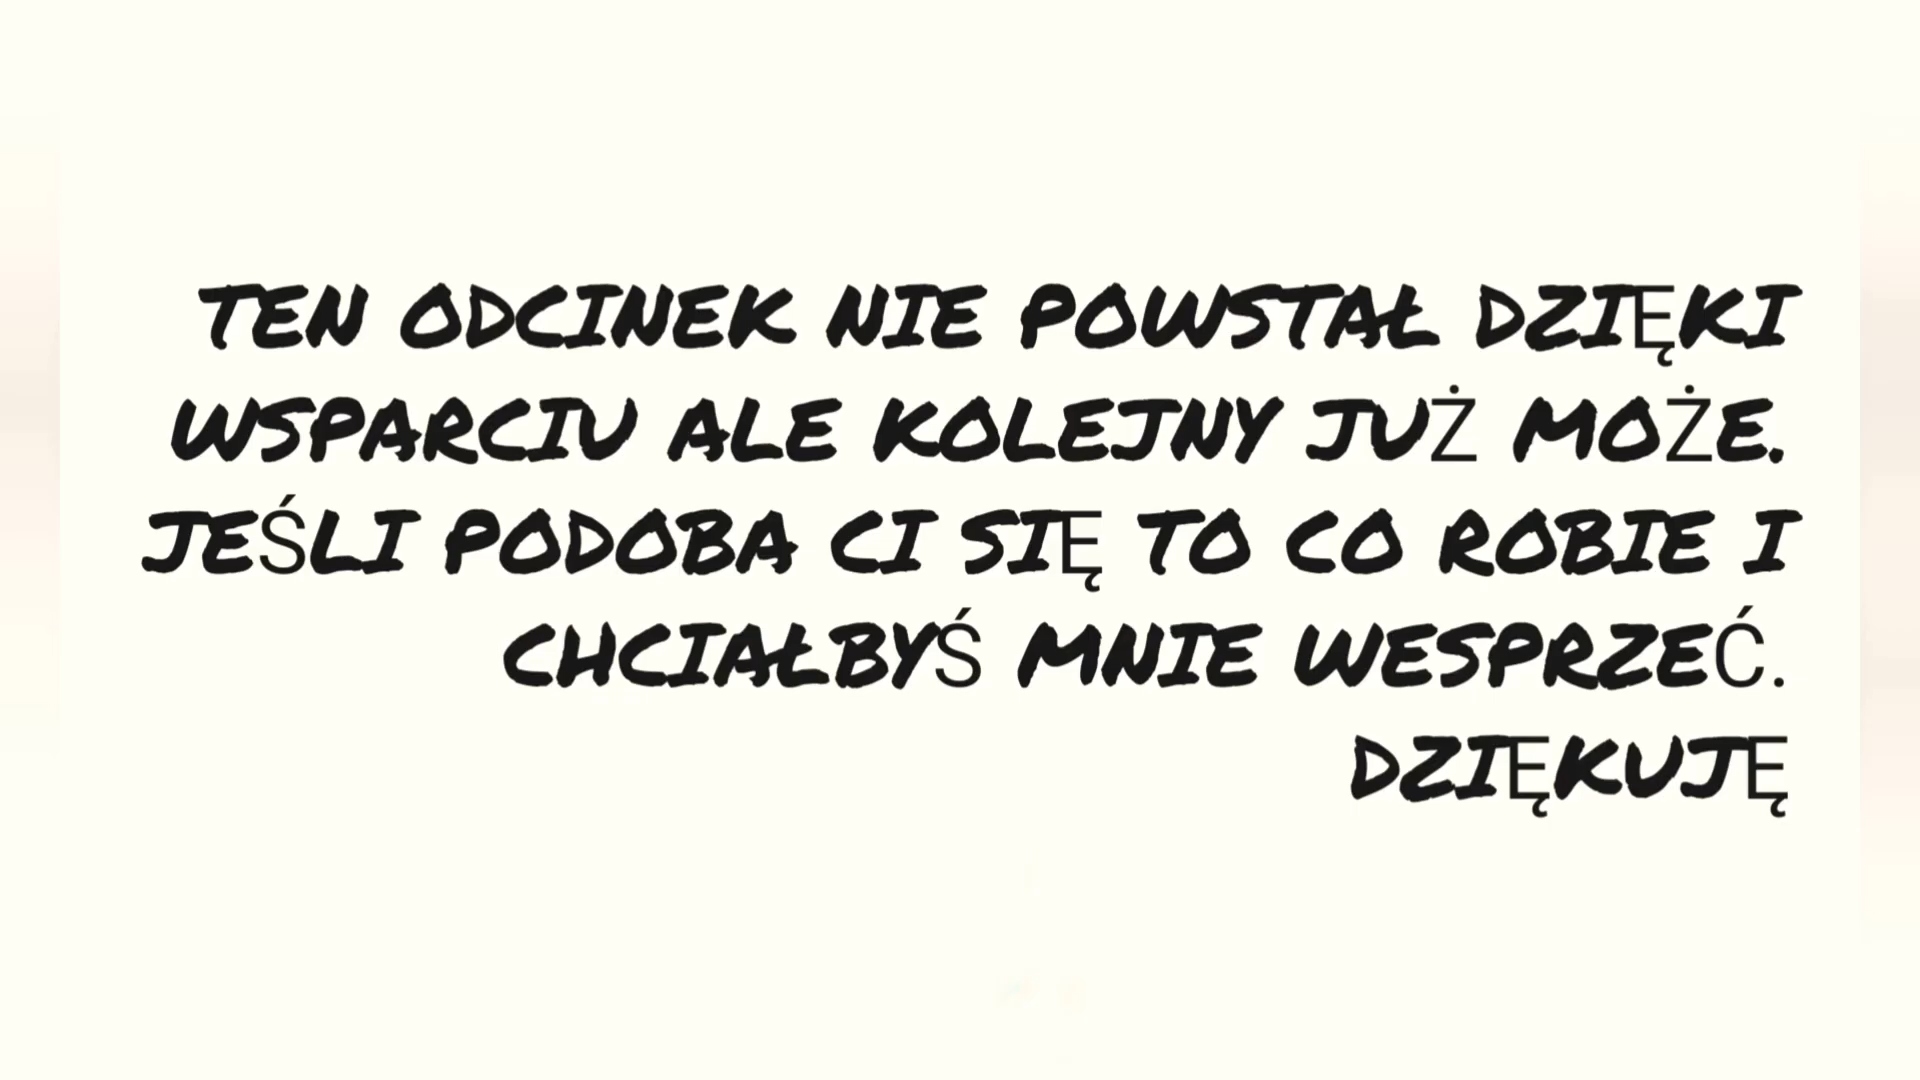 TEN ODCINEK NIE POWSTAŁ DZIĘKI
WSPARCIU ALE KOLEJNY JUŻ MOŻE.
JEŚLI PODOBA CI SIĘ TO CO ROBIE I
CHCIAŁBYŚ MNIE WESPRZEĆ.
DZIĘKUJĘ